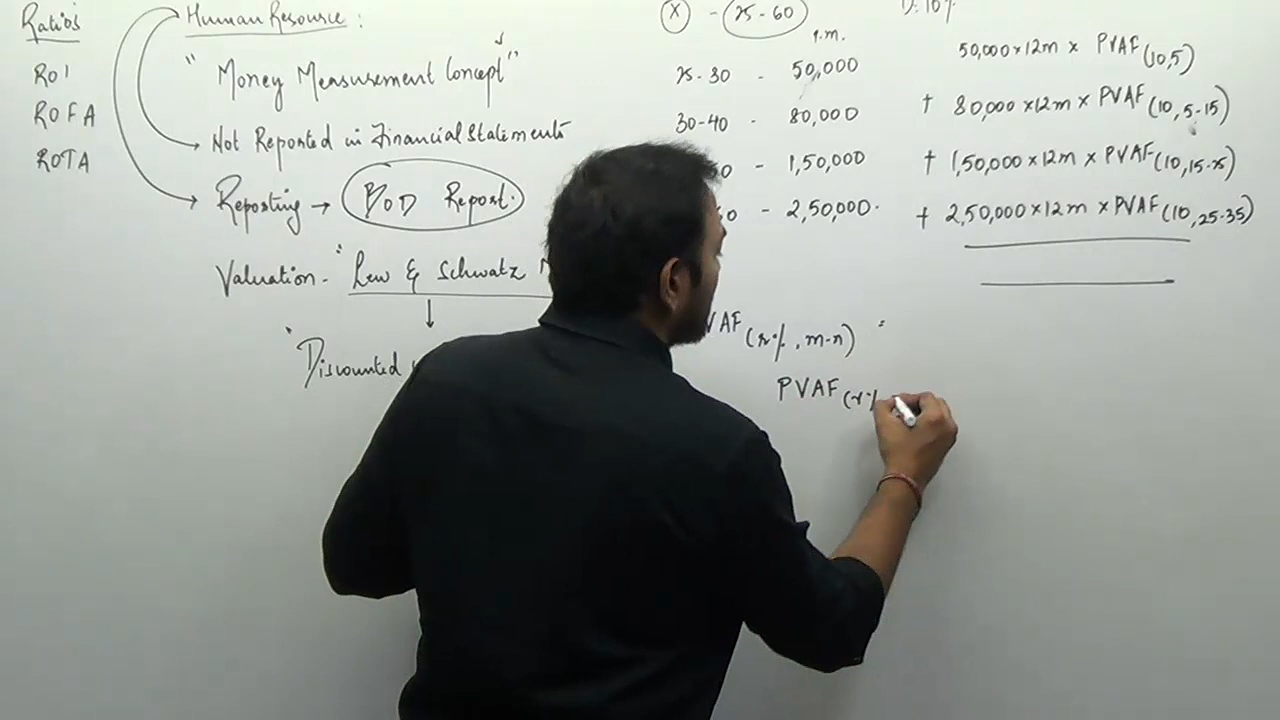 Ratios
ROI
ROFA
ROTA
Human Resource :
" Money Measurement Concept "
Not Reported in Financial Statements
Reporting → BoD Report.
Valuation - " Lew & Schwatz
" Discounted
X - 25-60
p.m.
25-30 - 50,000
30-40 - 80,000
0 - 1,50,000
0 - 2,50,000.
D: 10%
50,000 x 12m x PVAF(10,5)
+ 80,000 x 12m x PVAF(10, 5-15)
+ 1,50,000 x 12m x PVAF(10, 15-25)
+ 2,50,000 x 12m x PVAF(10, 25-35)
VAF(r%, m-n) =
PVAF(r%